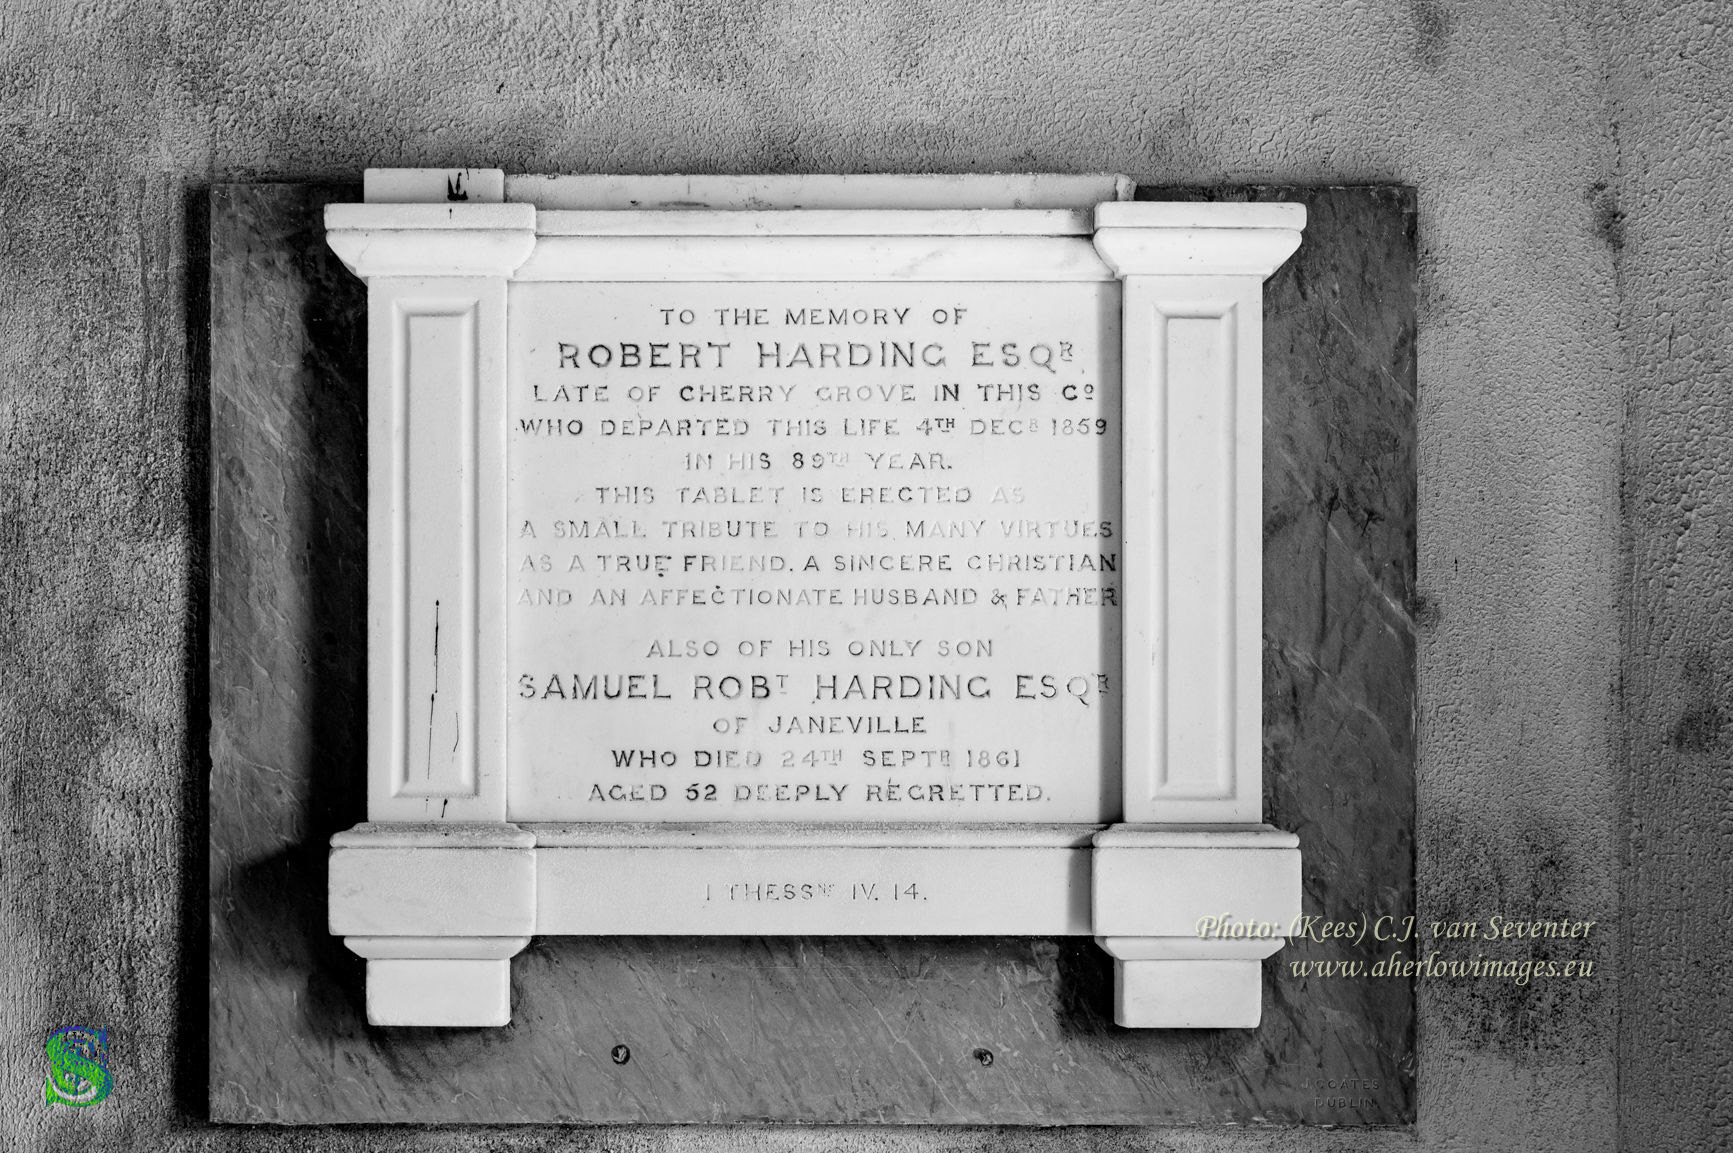 TO THE MEMORY OF
ROBERT HARDING ESQR
LATE OF CHERRY GROVE IN THIS CO
WHO DEPARTED THIS LIFE 4TH DECR 1859
IN HIS 89TH YEAR.
THIS TABLET IS ERECTED AS
A SMALL TRIBUTE TO HIS MANY VIRTUES
AS A TRUE FRIEND, A SINCERE CHRISTIAN
AND AN AFFECTIONATE HUSBAND & FATHER
ALSO OF HIS ONLY SON
SAMUEL ROBT HARDING ESQR
OF JANEVILLE
WHO DIED 24TH SEPTR 1861
AGED 52 DEEPLY REGRETTED.
I THESSNS IV. 14.
Photo: (Kees) C.J. van Seventer
www.aherlowimages.eu
J. COATES
DUBLIN